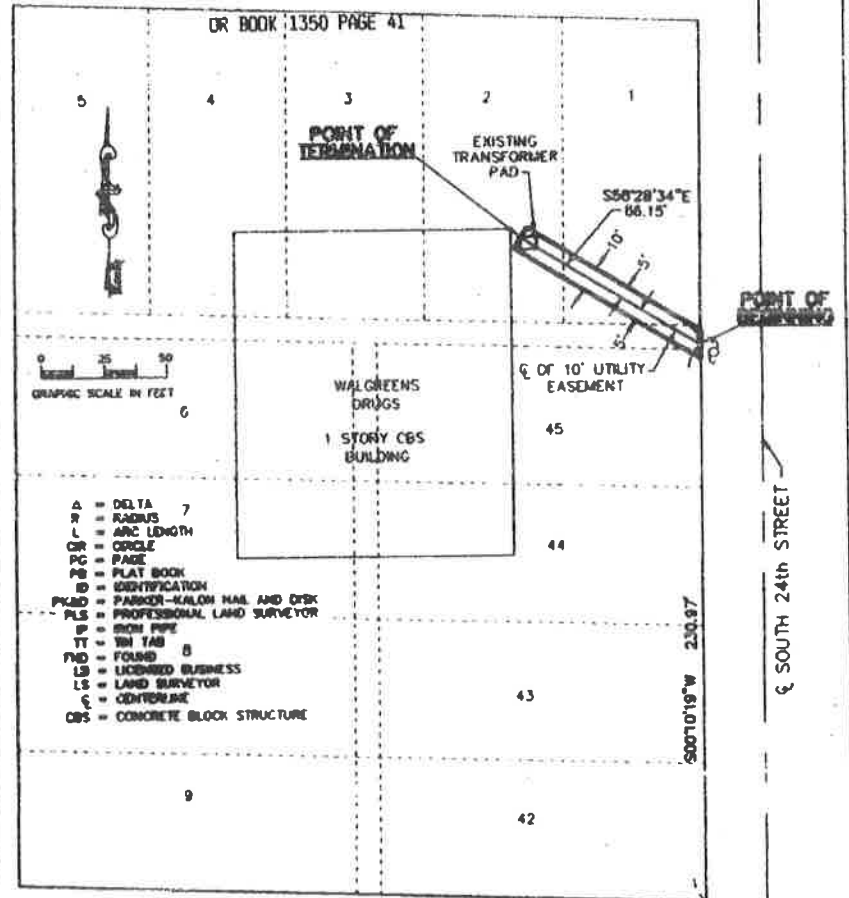 OR BOOK 1350 PAGE 41
5
4
3
2
1
POINT OF
TERMINATION
EXISTING
TRANSFORMER
PAD
10'
5'
POINT OF
BEGINNING
5'
℄ OF 10' UTILITY
EASEMENT
0 25 50
GRAPHIC SCALE IN FEET
6
WALGREENS
DRUGS
1 STORY CBS
BUILDING
45
Δ = DELTA
7
R = RADIUS
L = ARC LENGTH
CIR = CIRCLE
PG = PAGE
PB = PLAT BOOK
ID = IDENTIFICATION
PK&D = PARKER-KALON NAIL AND DISK
PLS = PROFESSIONAL LAND SURVEYOR
IP = IRON PIPE
TT = TIN TAB
FND = FOUND
8
LB = LICENSED BUSINESS
LS = LAND SURVEYOR
℄ = CENTERLINE
CBS = CONCRETE BLOCK STRUCTURE
44
43
S00°10'19"W 230.97'
℄ SOUTH 24th STREET
9
42